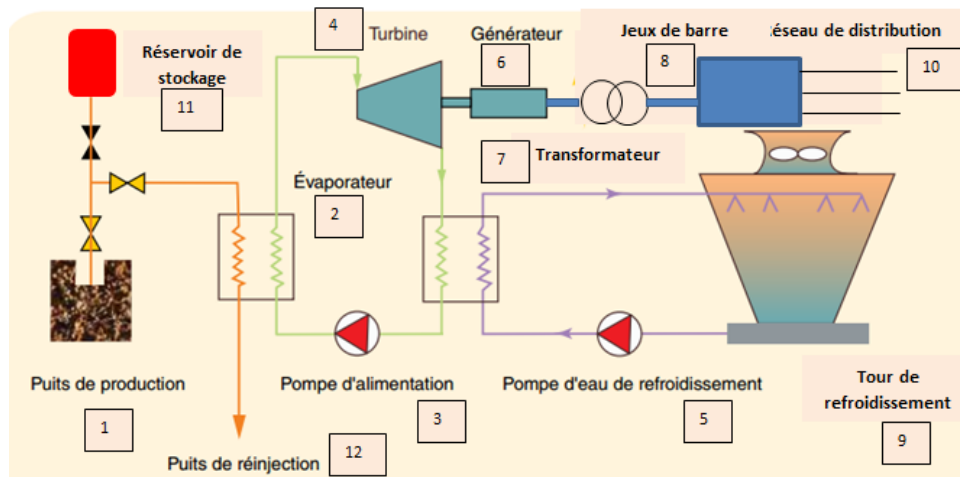 4
Turbine
Générateur
6
Jeux de barre
8
éseau de distribution
10
Réservoir de
stockage
11
7
Transformateur
Évaporateur
2
Puits de production
1
Pompe d'alimentation
3
Pompe d'eau de refroidissement
5
Tour de
refroidissement
9
Puits de réinjection
12